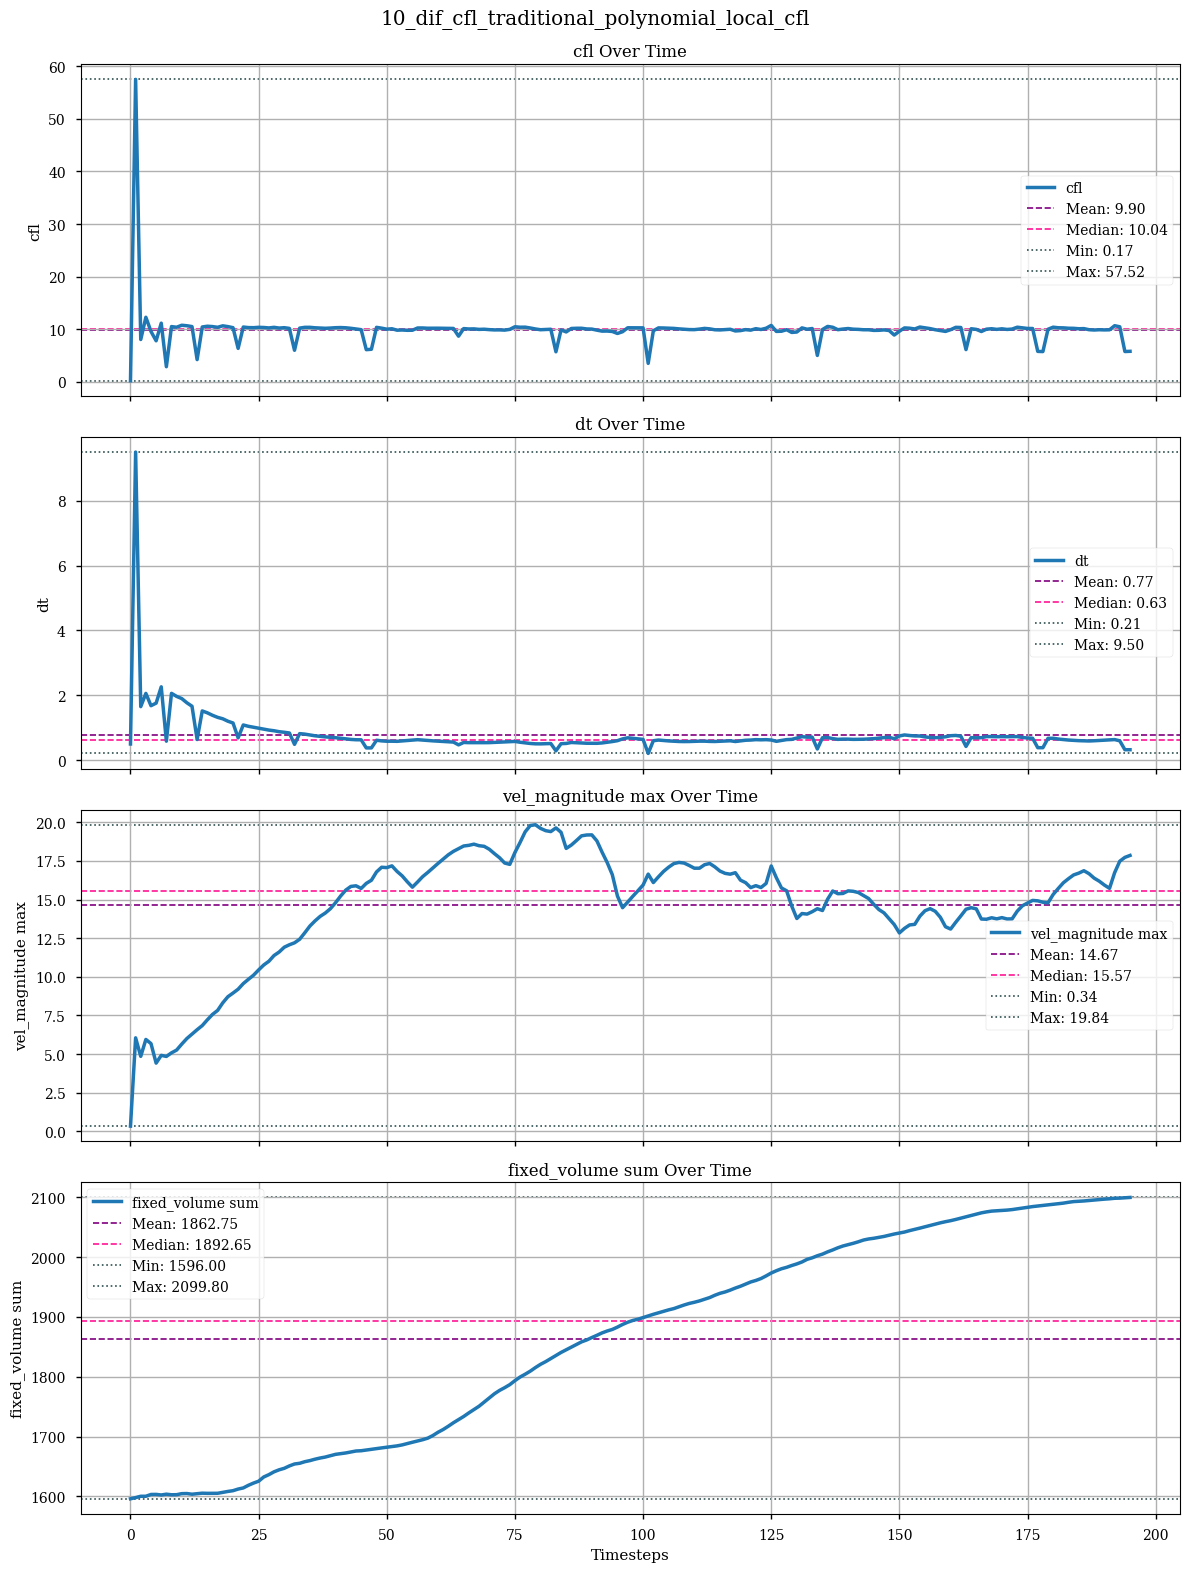 10_dif_cfl_traditional_polynomial_local_cfl
cfl Over Time
60
50
40
30
20
10
0
cfl
cfl
Mean: 9.90
Median: 10.04
Min: 0.17
Max: 57.52
dt Over Time
8
6
4
2
0
dt
dt
Mean: 0.77
Median: 0.63
Min: 0.21
Max: 9.50
vel_magnitude max Over Time
20.0
17.5
15.0
12.5
10.0
7.5
5.0
2.5
0.0
vel_magnitude max
vel_magnitude max
Mean: 14.67
Median: 15.57
Min: 0.34
Max: 19.84
fixed_volume sum Over Time
2100
2000
1900
1800
1700
1600
fixed_volume sum
fixed_volume sum
Mean: 1862.75
Median: 1892.65
Min: 1596.00
Max: 2099.80
0 25 50 75 100 125 150 175 200
Timesteps